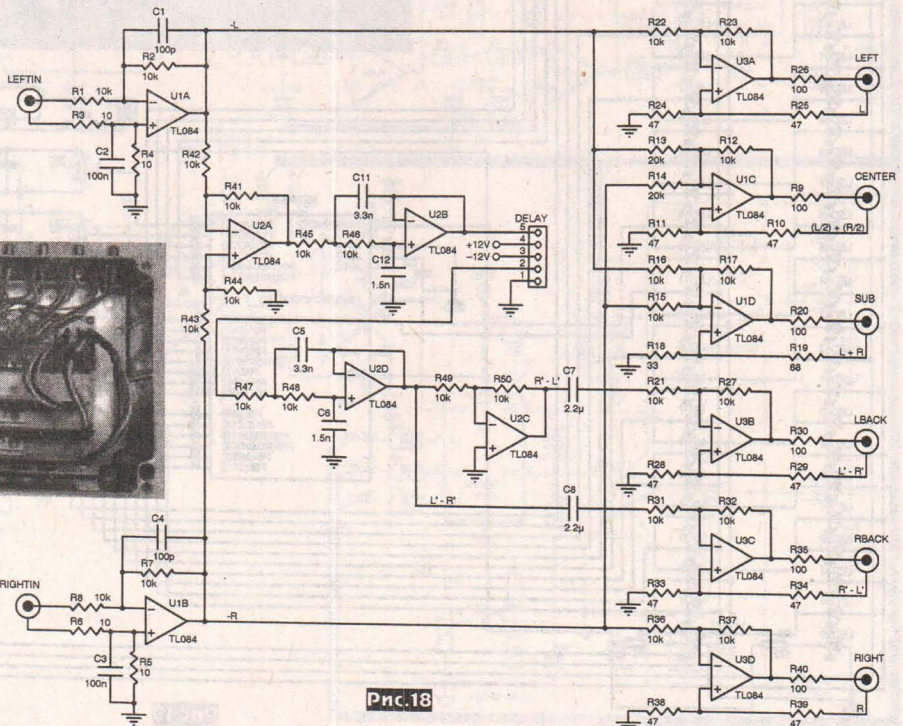 C1
100p
R2
10k
LEFTIN
R1 10k
R3 10
C2
100n
R4
10
U1A
TL084
R42
10k
-L
R41
10k
U2A
TL084
R45
10k
R46
10k
C11
3.3n
U2B
TL084
C12
1.5n
DELAY
5
4
3
2
1
+12V
-12V
R44
10k
R43
10k
C5
3.3n
R47
10k
R48
10k
C6
1.5n
U2D
TL084
R49
10k
R50
10k
U2C
TL084
R' - L'
C7
2.2µ
L' - R'
C8
2.2µ
C4
100p
R7
10k
RIGHTIN
R8 10k
R6 10
C3
100n
R5
10
U1B
TL084
-R
R22
10k
R23
10k
U3A
TL084
R24
47
R26
100
R25
47
LEFT
L
R13
20k
R12
10k
R14
20k
U1C
TL084
R11
47
R9
100
R10
47
CENTER
(L/2) + (R/2)
R16
10k
R17
10k
R15
10k
U1D
TL084
R18
33
R20
100
R19
68
SUB
L + R
R21
10k
R27
10k
U3B
TL084
R28
47
R30
100
R29
47
LBACK
L' - R'
R31
10k
R32
10k
U3C
TL084
R33
47
R35
100
R34
47
RBACK
R' - L'
R36
10k
R37
10k
U3D
TL084
R38
47
R40
100
R39
47
RIGHT
R
Рис.18